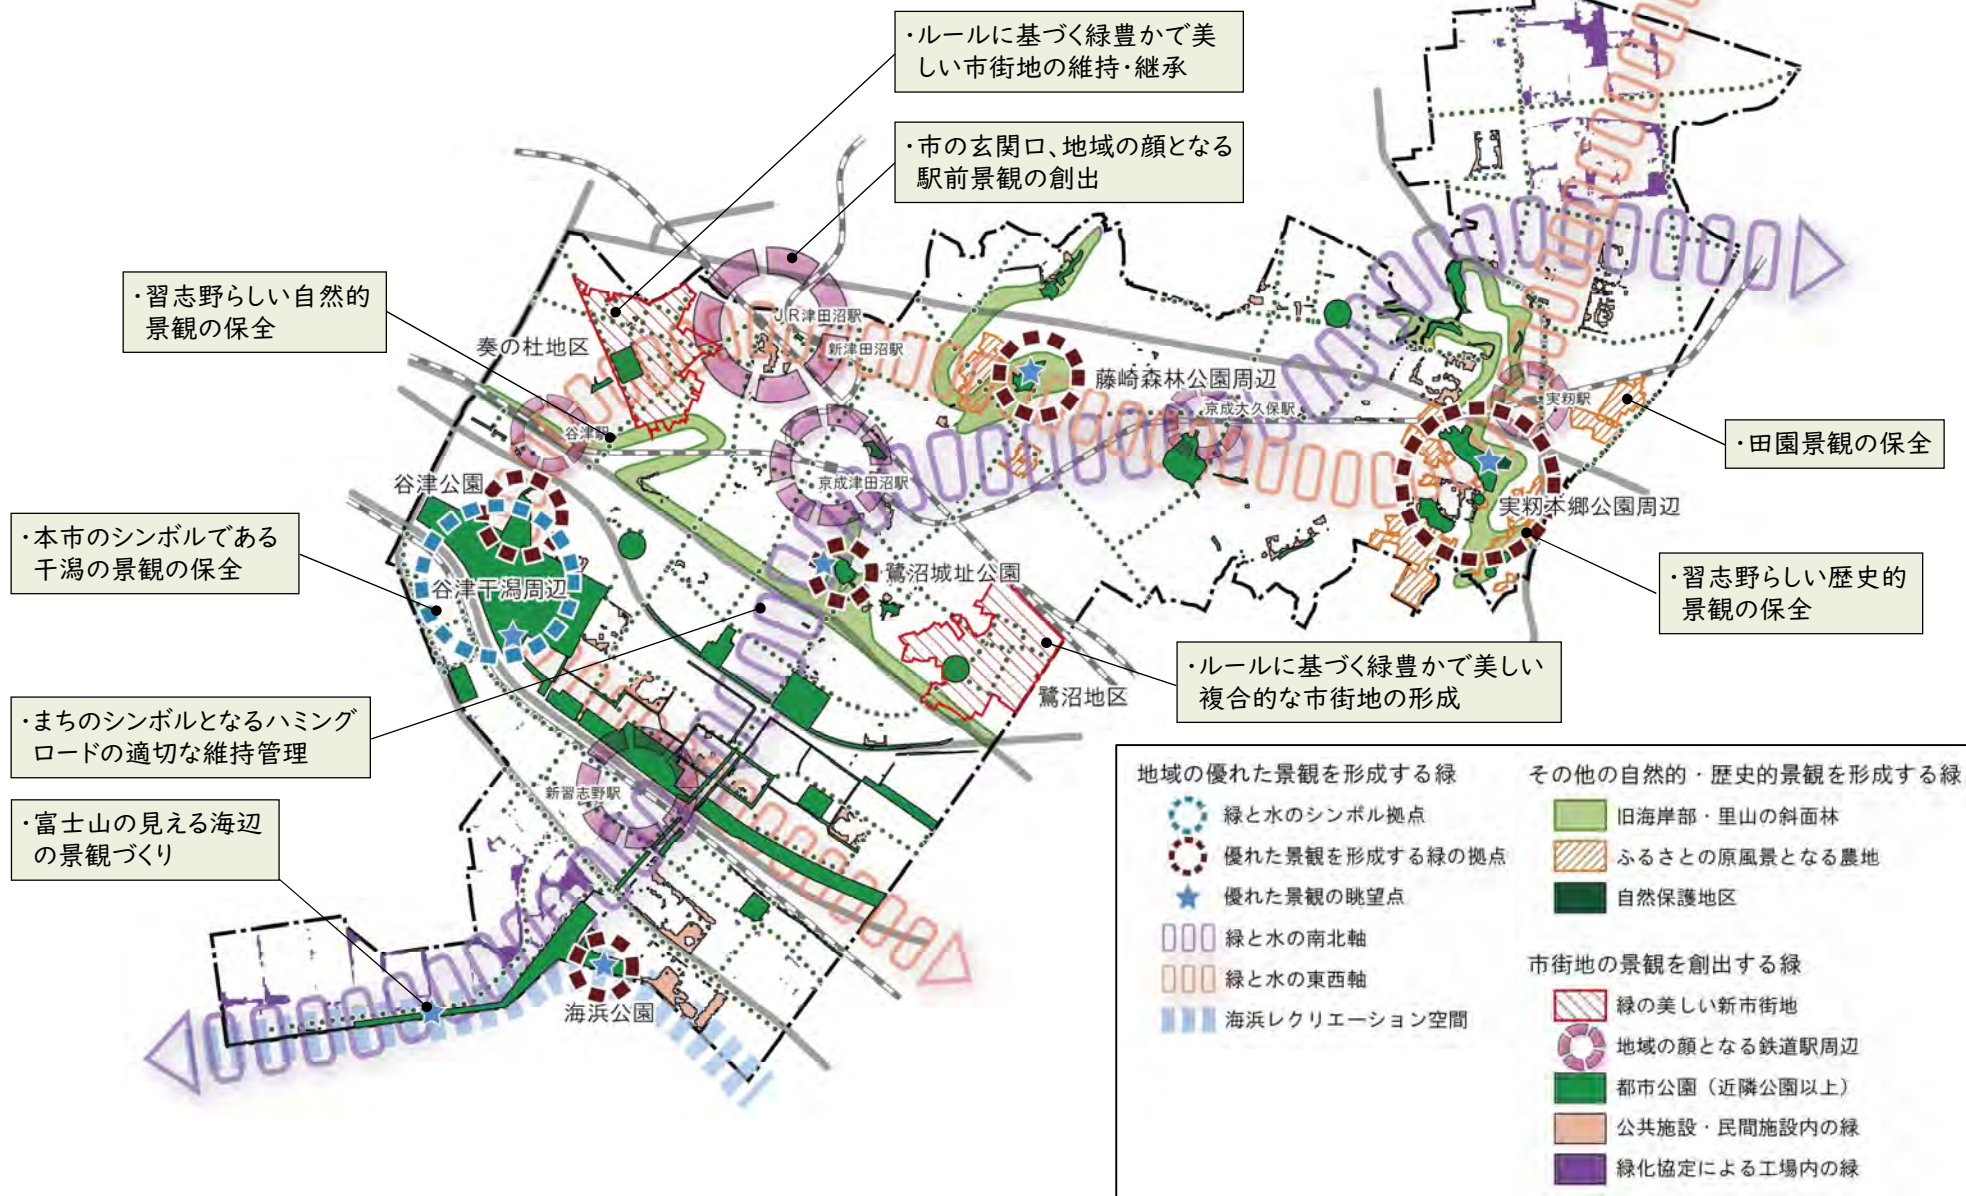 ・ルールに基づく緑豊かで美
しい市街地の維持・継承
・市の玄関口、地域の顔となる
駅前景観の創出
・習志野らしい自然的
景観の保全
奏の杜地区
JR津田沼駅
新津田沼駅
藤崎森林公園周辺
京成大久保駅
実籾駅
谷津駅
・田園景観の保全
京成津田沼駅
谷津公園
実籾本郷公園周辺
・本市のシンボルである
干潟の景観の保全
谷津干潟周辺
鷺沼城址公園
・習志野らしい歴史的
景観の保全
・ルールに基づく緑豊かで美しい
複合的な市街地の形成
鷺沼地区
・まちのシンボルとなるハミング
ロードの適切な維持管理
新習志野駅
・富士山の見える海辺
の景観づくり
海浜公園
地域の優れた景観を形成する緑
緑と水のシンボル拠点
優れた景観を形成する緑の拠点
優れた景観の眺望点
緑と水の南北軸
緑と水の東西軸
海浜レクリエーション空間
その他の自然的・歴史的景観を形成する緑
旧海岸部・里山の斜面林
ふるさとの原風景となる農地
自然保護地区
市街地の景観を創出する緑
緑の美しい新市街地
地域の顔となる鉄道駅周辺
都市公園（近隣公園以上）
公共施設・民間施設内の緑
緑化協定による工場内の緑